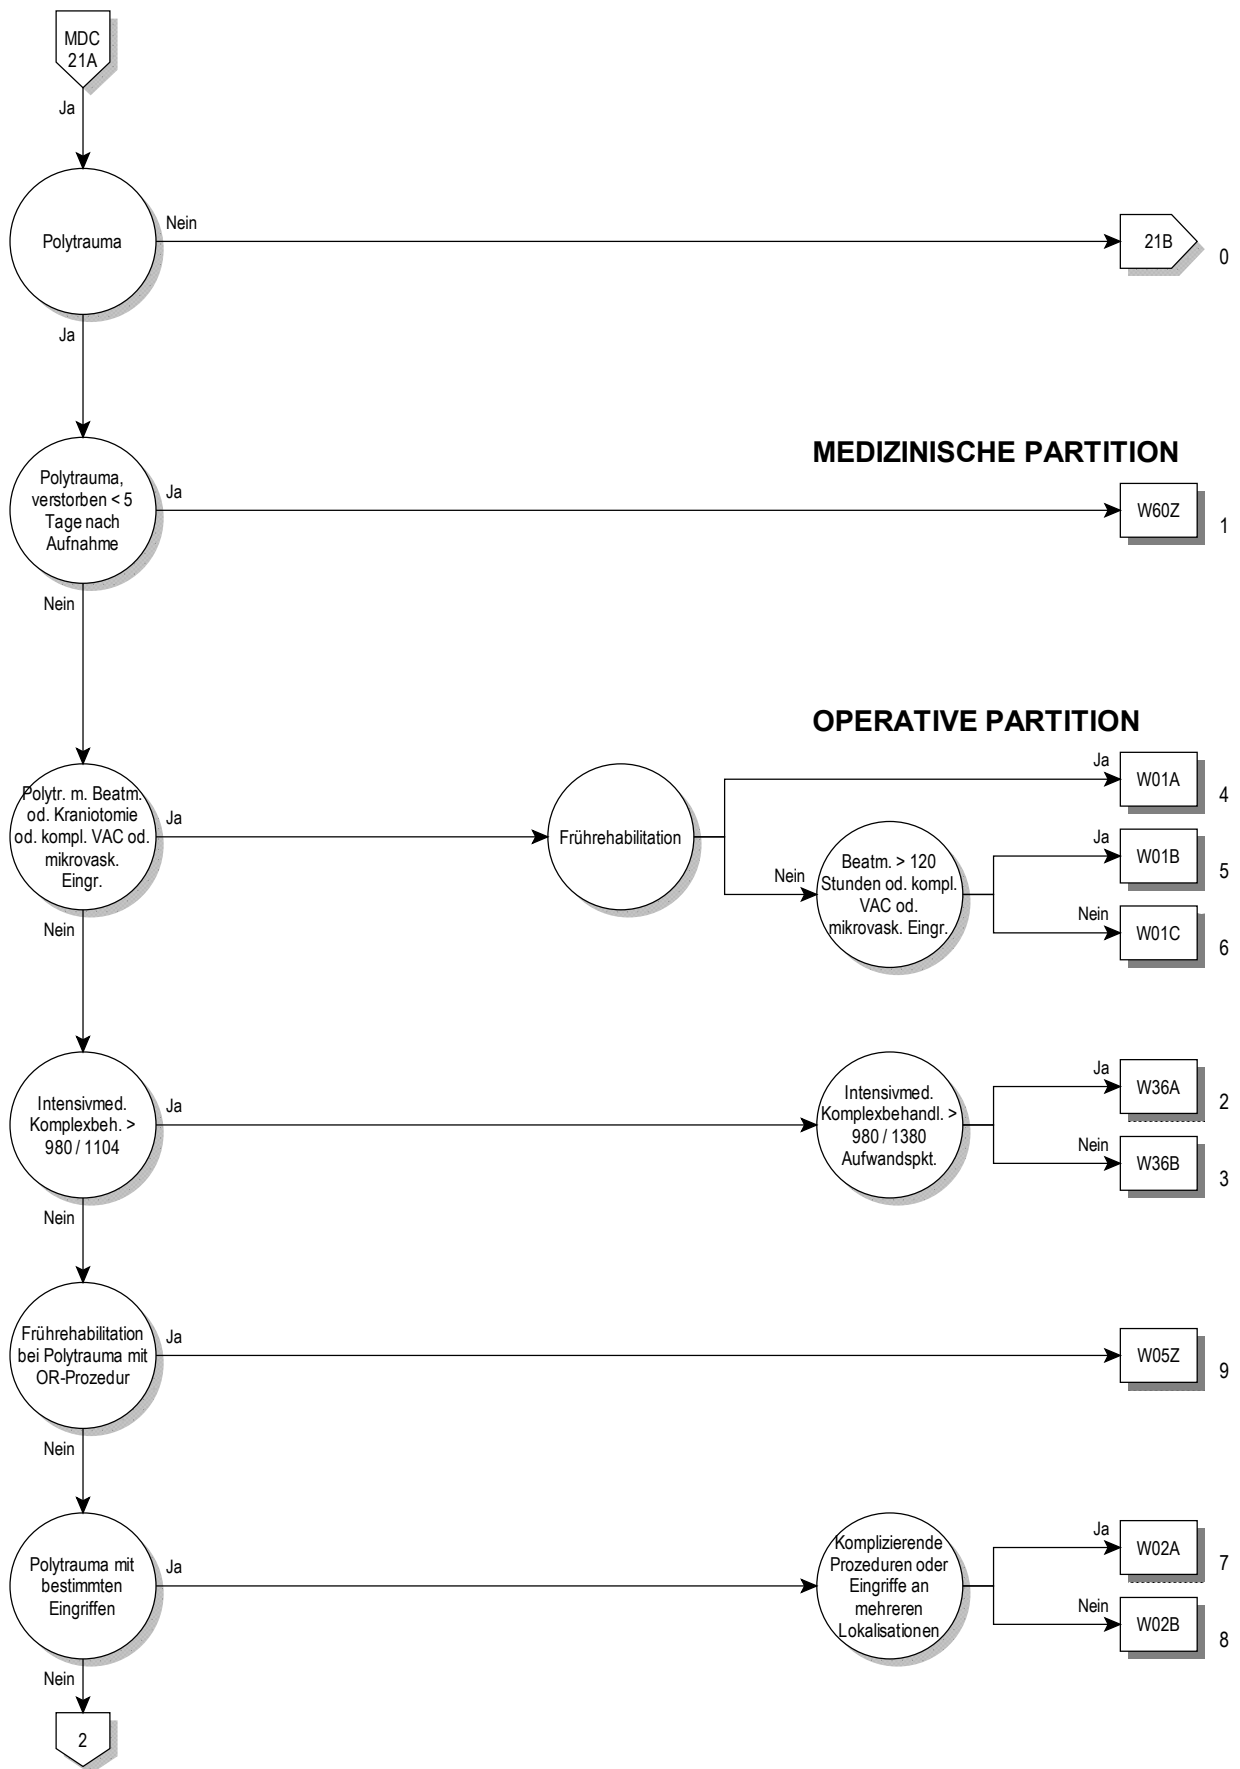 MDC
21A
Ja
Polytrauma
Nein
21B
0
Ja
MEDIZINISCHE PARTITION
Polytrauma,
verstorben < 5
Tage nach
Aufnahme
Ja
W60Z
1
Nein
OPERATIVE PARTITION
Polytr. m. Beatm.
od. Kraniotomie
od. kompl. VAC od.
mikrovask.
Eingr.
Ja
Frührehabilitation
Ja
W01A
4
Nein
Beatm. > 120
Stunden od. kompl.
VAC od.
mikrovask. Eingr.
Ja
W01B
5
Nein
W01C
6
Nein
Intensivmed.
Komplexbeh. >
980 / 1104
Ja
Intensivmed.
Komplexbehandl. >
980 / 1380
Aufwandspkt.
Ja
W36A
2
Nein
W36B
3
Nein
Frührehabilitation
bei Polytrauma mit
OR-Prozedur
Ja
W05Z
9
Nein
Polytrauma mit
bestimmten
Eingriffen
Ja
Komplizierende
Prozeduren oder
Eingriffe an
mehreren
Lokalisationen
Ja
W02A
7
Nein
W02B
8
Nein
2